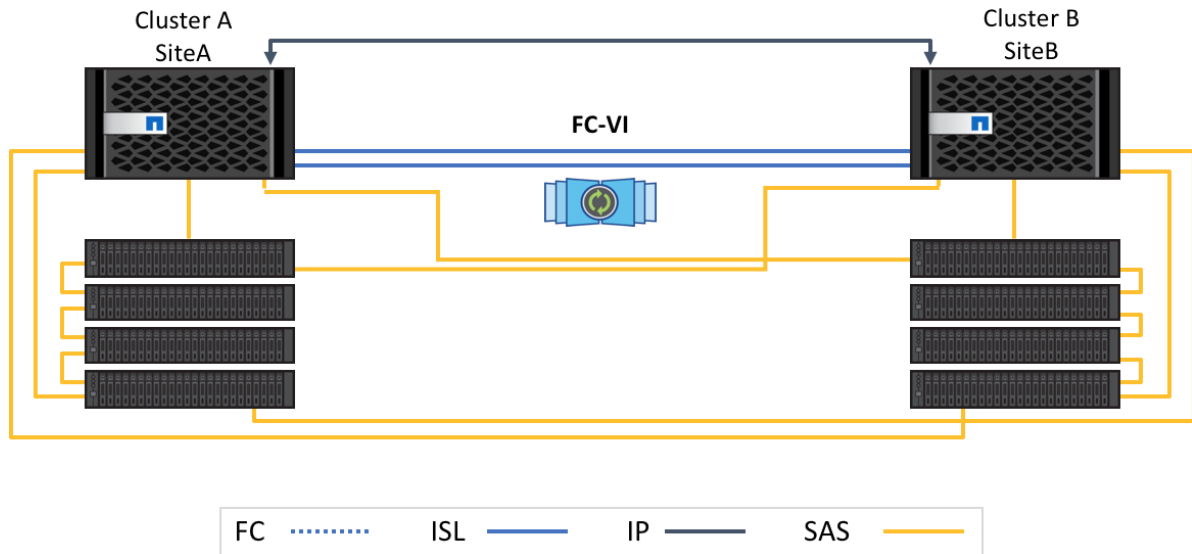 Cluster A
SiteA
Cluster B
SiteB
FC-VI
FC ISL IP SAS